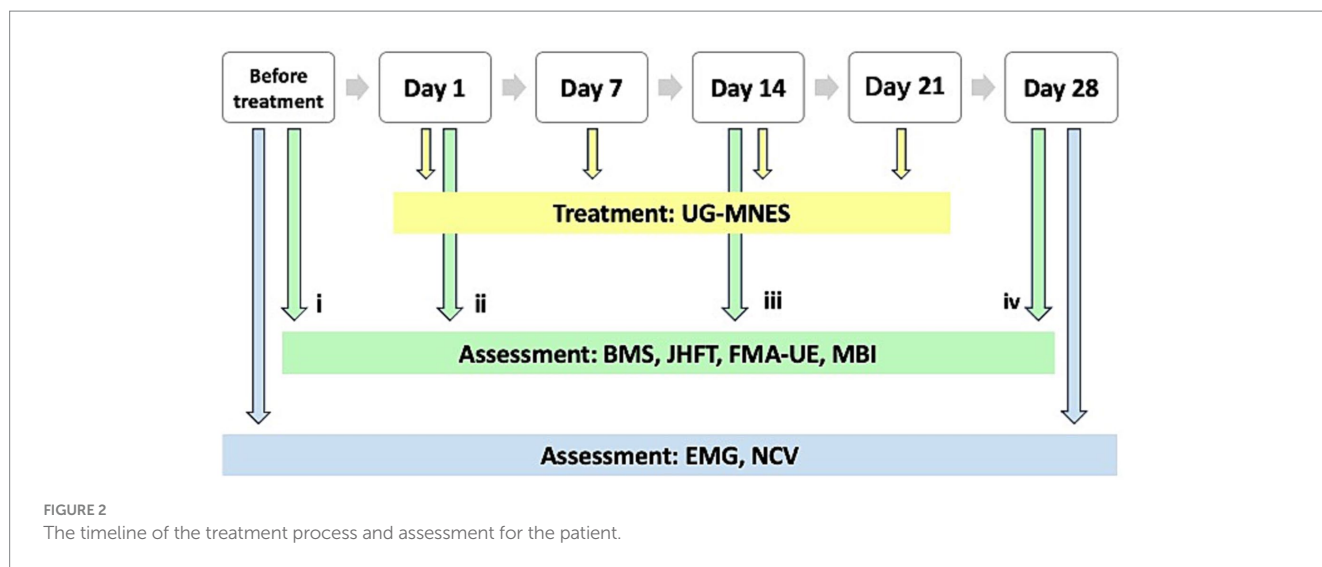 Before
treatment
Day 1
Day 7
Day 14
Day 21
Day 28
Treatment: UG-MNES
i
ii
iii
iv
Assessment: BMS, JHFT, FMA-UE, MBI
Assessment: EMG, NCV
FIGURE 2
The timeline of the treatment process and assessment for the patient.